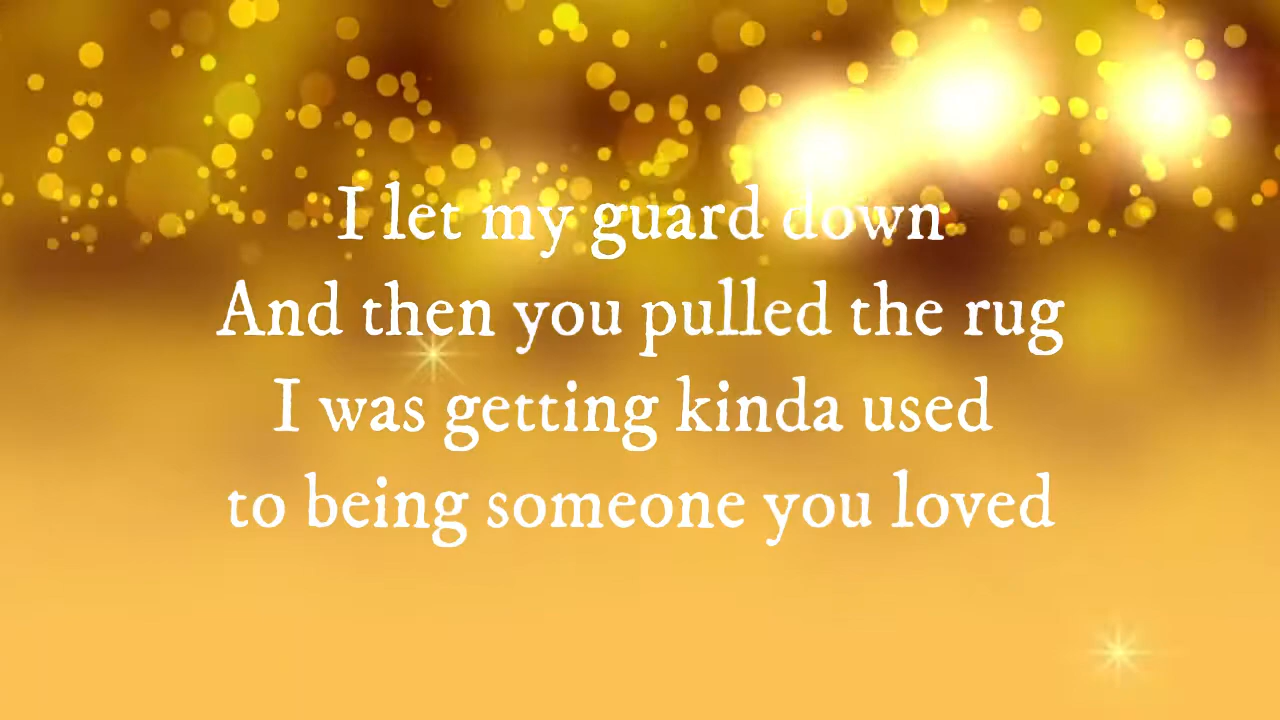 I let my guard down
And then you pulled the rug
I was getting kinda used
to being someone you loved